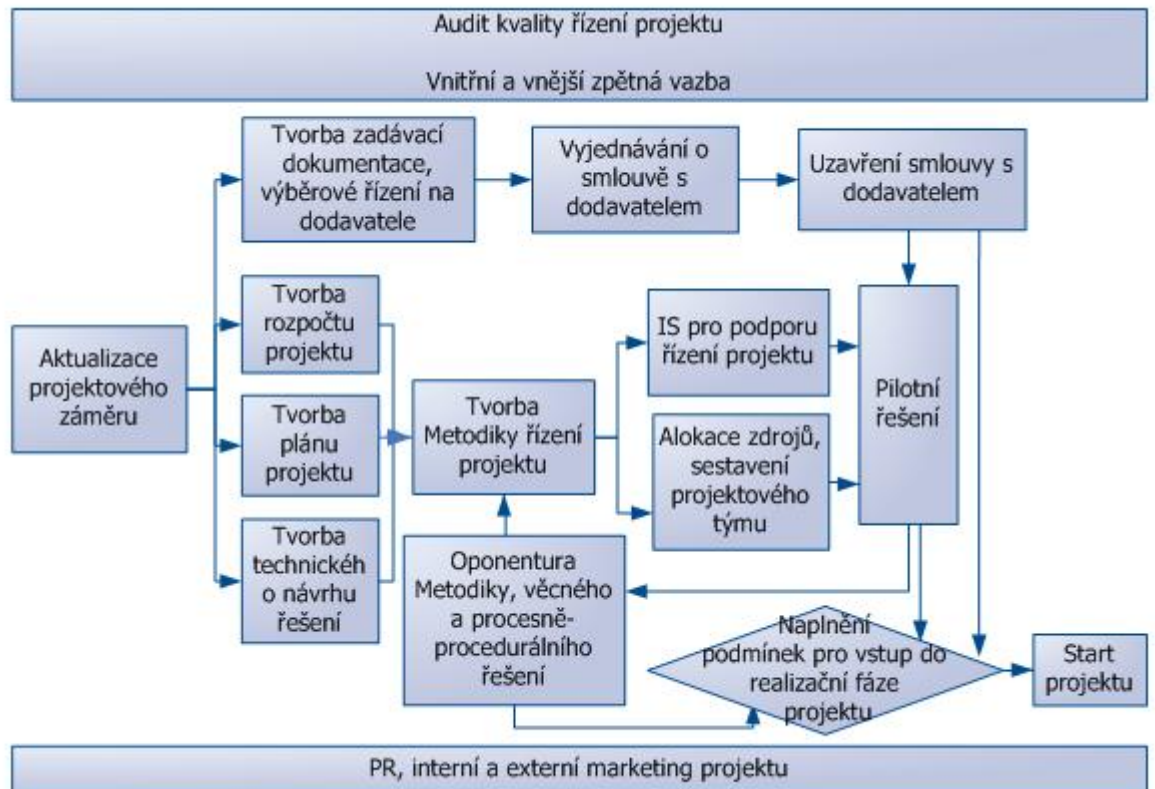 Audit kvality řízení projektu
Vnitřní a vnější zpětná vazba
Tvorba zadávací
dokumentace,
výběrové řízení na
dodavatele
Vyjednávání o
smlouvě s
dodavatelem
Uzavření smlouvy s
dodavatelem
Aktualizace
projektového
záměru
Tvorba
rozpočtu
projektu
Tvorba
plánu
projektu
Tvorba
technickéh
o návrhu
řešení
Tvorba
Metodiky řízení
projektu
IS pro podporu
řízení projektu
Alokace zdrojů,
sestavení
projektového
týmu
Pilotní
řešení
Oponentura
Metodiky, věcného
a procesně-
procedurálního
řešení
Naplnění
podmínek pro vstup do
realizační fáze
projektu
Start
projektu
PR, interní a externí marketing projektu